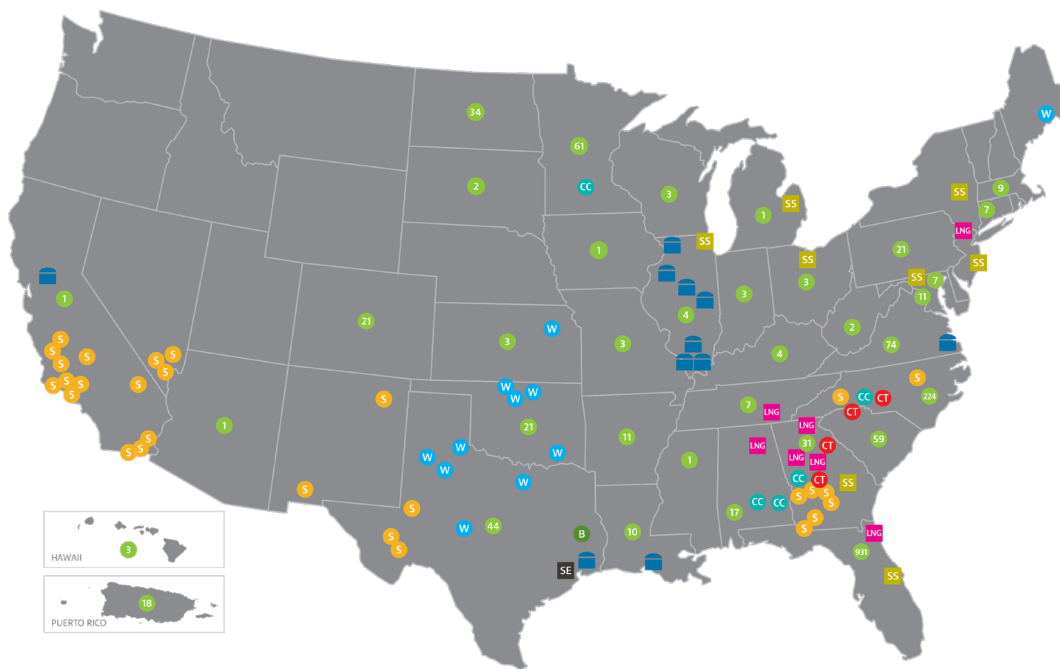 34
W
61
2
CC
3
SS
9
1
SS
7
LNG
SS
1
21
SS
SS
SS
7
3
11
1
3
4
21
2
W
S
3
3
74
S
4
S
S
S
S
S
S
S
S
S
S
S
W
W
S
W
S
CC
CT
224
7
CT
LNG
1
21
LNG
11
31
59
S
S
S
W
LNG
CT
W
W
LNG
LNG
1
W
CC
CT
SS
W
S
S
S
S
CC
CC
S
S
17
S
W
44
S
10
LNG
B
S
S
931
HAWAII
3
SE
SS
18
PUERTO RICO